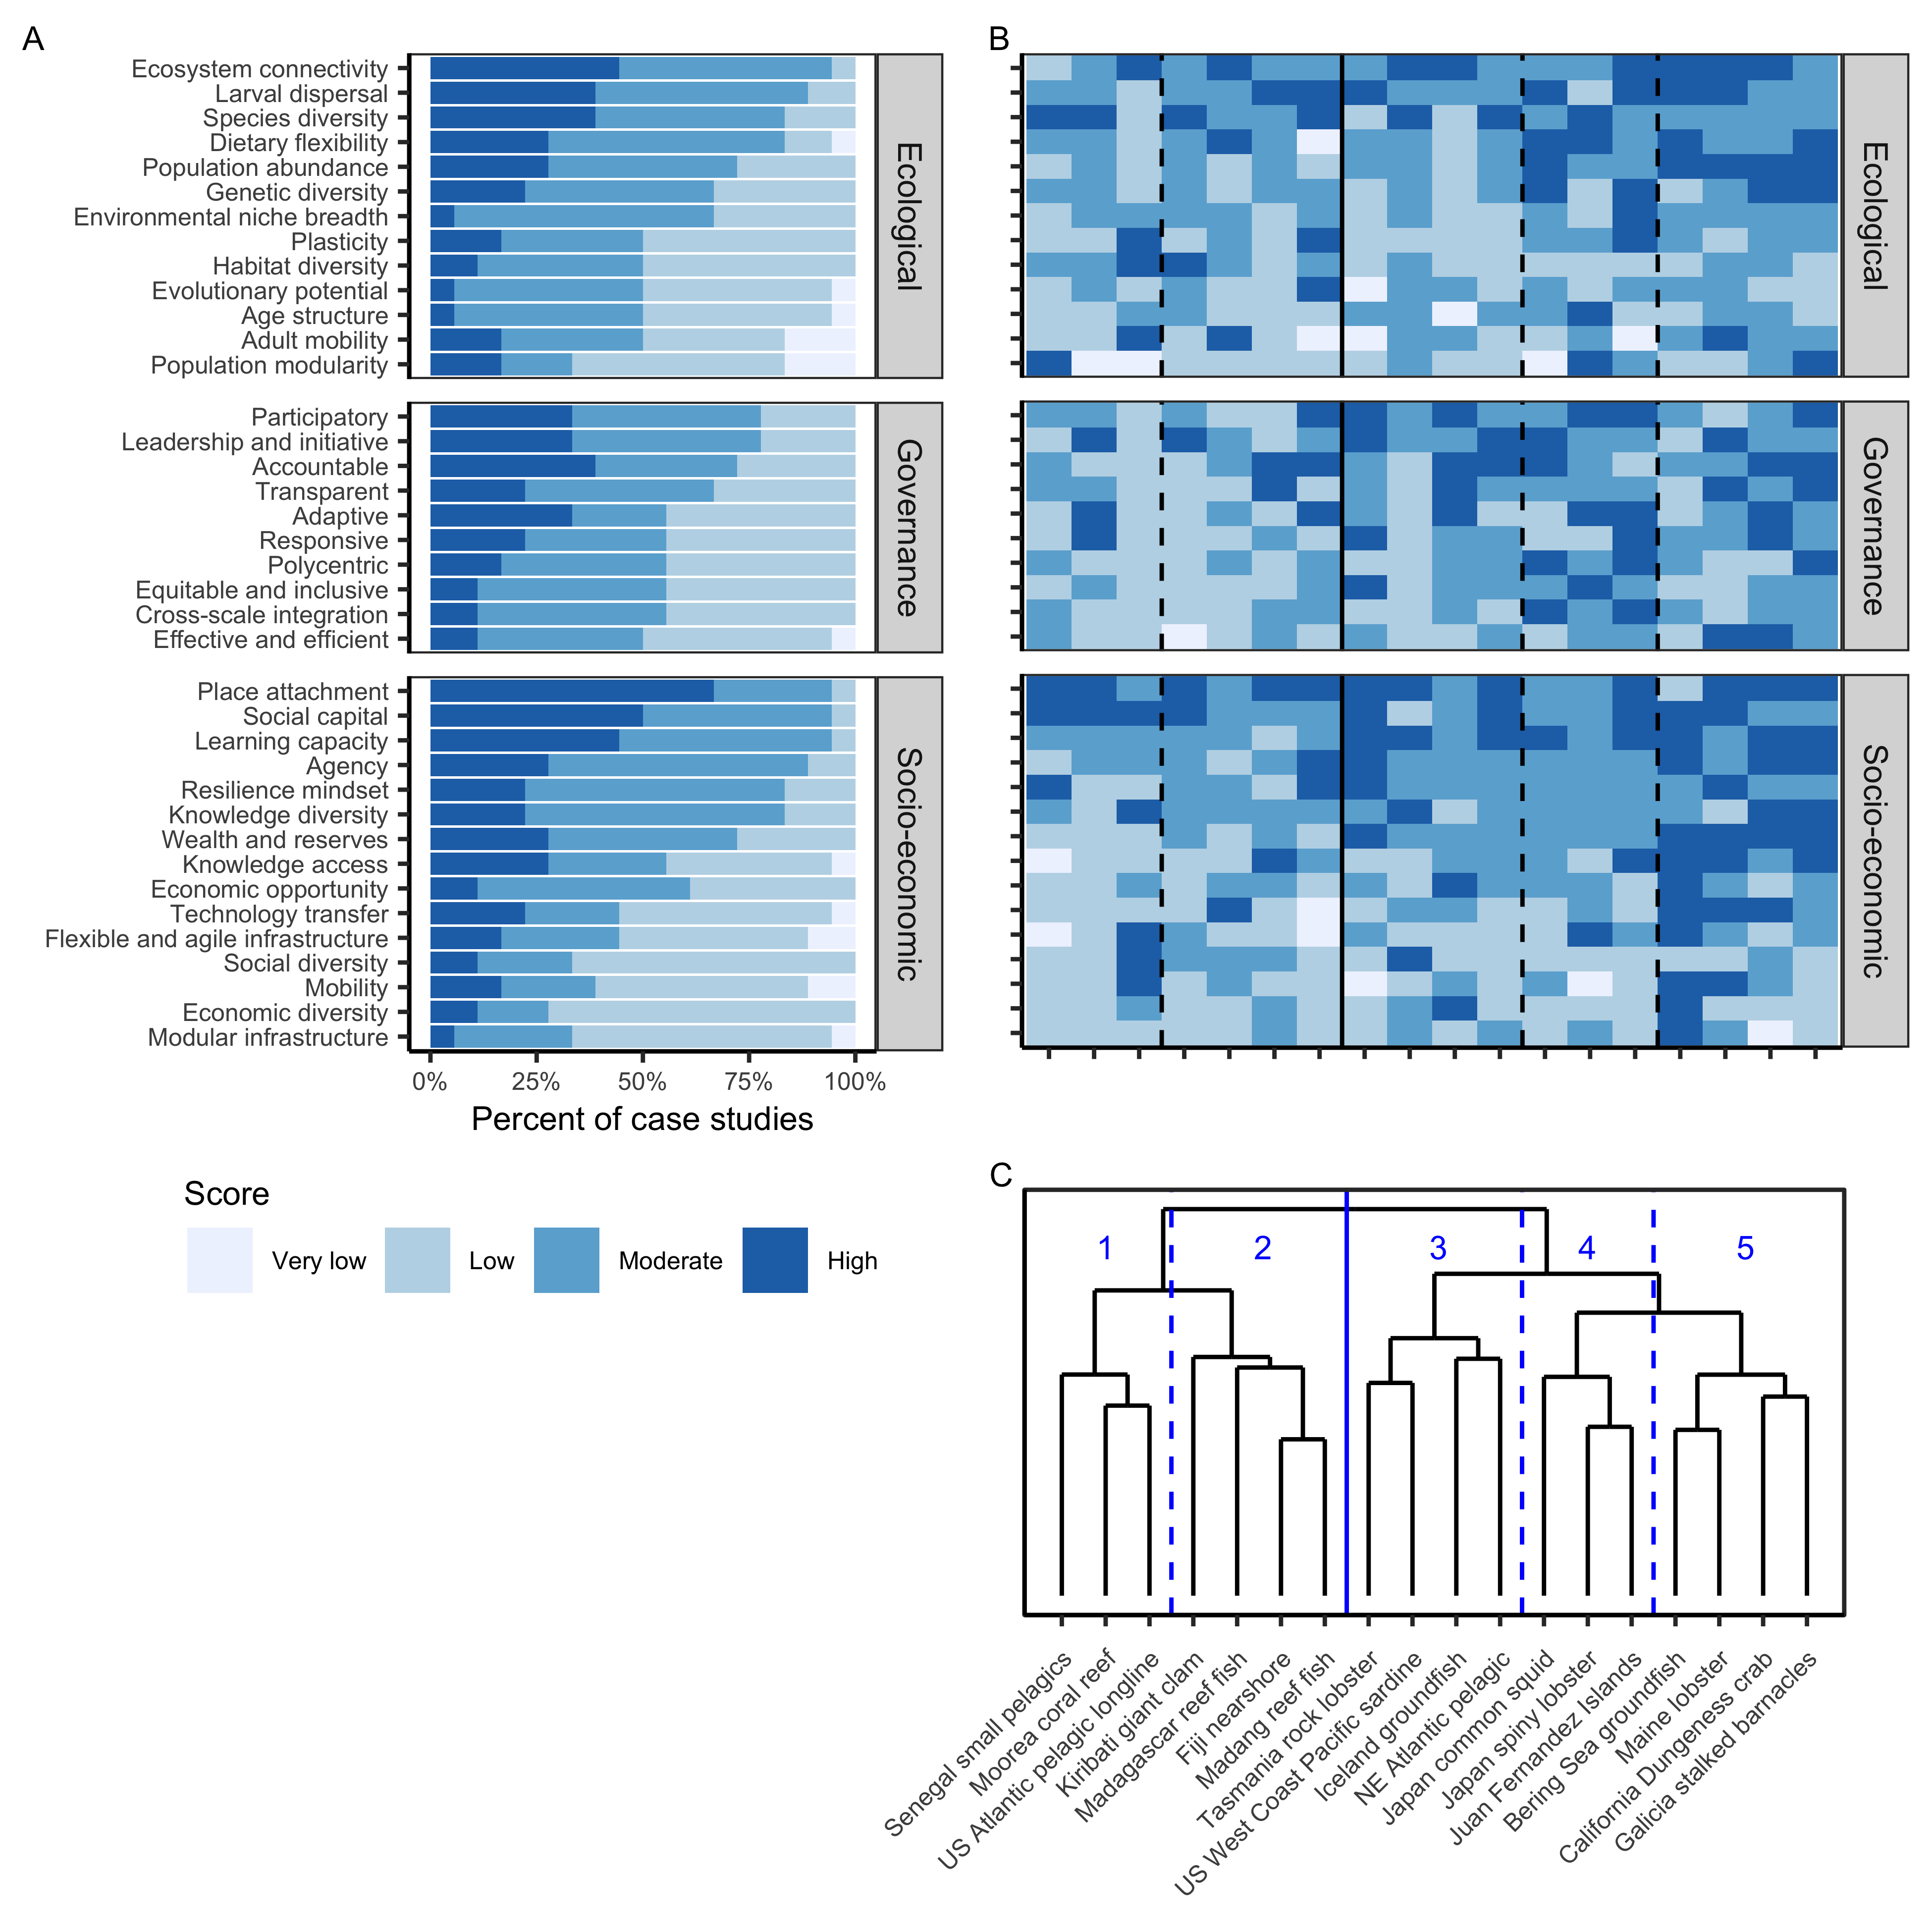 A
Ecosystem connectivity
Larval dispersal
Species diversity
Dietary flexibility
Population abundance
Genetic diversity
Environmental niche breadth
Plasticity
Habitat diversity
Evolutionary potential
Age structure
Adult mobility
Population modularity
Ecological
Participatory
Leadership and initiative
Accountable
Transparent
Adaptive
Responsive
Polycentric
Equitable and inclusive
Cross-scale integration
Effective and efficient
Governance
Place attachment
Social capital
Learning capacity
Agency
Resilience mindset
Knowledge diversity
Wealth and reserves
Knowledge access
Economic opportunity
Technology transfer
Flexible and agile infrastructure
Social diversity
Mobility
Economic diversity
Modular infrastructure
Socio-economic
0% 25% 50% 75% 100%
Percent of case studies
Score
Very low Low Moderate High
B
Ecological
Governance
Socio-economic
C
1 2 3 4 5
Senegal small pelagics
Moorea coral reef
US Atlantic pelagic longline
Kiribati giant clam
Madagascar reef fish
Fiji nearshore
Madang reef fish
Tasmania rock lobster
US West Coast Pacific sardine
Iceland groundfish
NE Atlantic pelagic
Japan common squid
Japan spiny lobster
Juan Fernandez Islands
Bering Sea groundfish
Maine lobster
California Dungeness crab
Galicia stalked barnacles